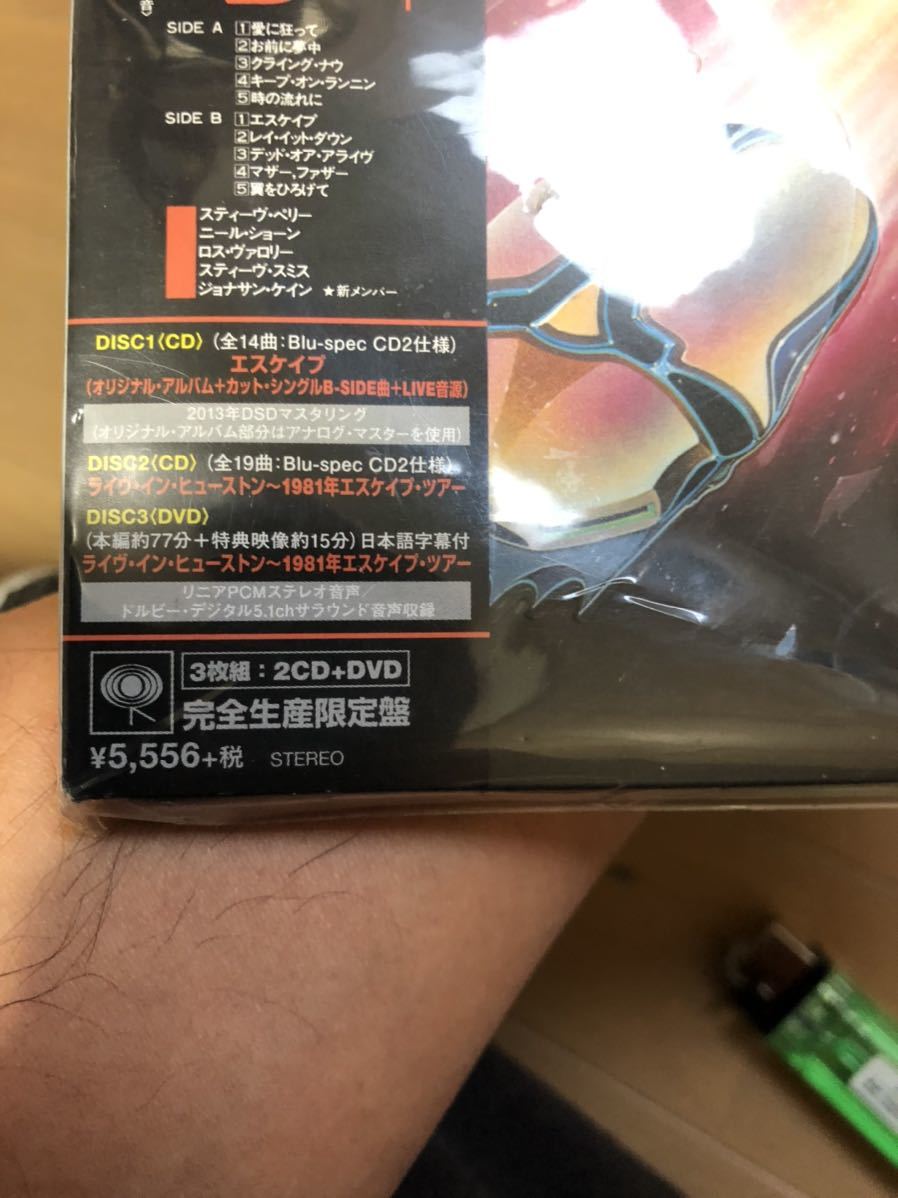 音）
SIDE A 1愛に狂って
2お前に夢中
3クライング・ナウ
4キープ・オン・ランニン
5時の流れに
SIDE B 1エスケイプ
2レイ・イット・ダウン
3デッド・オア・アライヴ
4マザー,ファザー
5翼をひろげて
スティーヴ・ペリー
ニール・ショーン
ロス・ヴァロリー
スティーヴ・スミス
ジョナサン・ケイン ★新メンバー
DISC1〈CD〉（全14曲：Blu-spec CD2仕様）
エスケイプ
（オリジナル・アルバム＋カット・シングルB-SIDE曲＋LIVE音源）
2013年DSDマスタリング
（オリジナル・アルバム部分はアナログ・マスターを使用）
DISC2〈CD〉（全19曲：Blu-spec CD2仕様）
ライヴ・イン・ヒューストン～1981年エスケイプ・ツアー
DISC3〈DVD〉
（本編約77分＋特典映像約15分）日本語字幕付
ライヴ・イン・ヒューストン～1981年エスケイプ・ツアー
リニアPCMステレオ音声／
ドルビー・デジタル5.1chサラウンド音声収録
3枚組：2CD+DVD
完全生産限定盤
¥5,556+税 STEREO